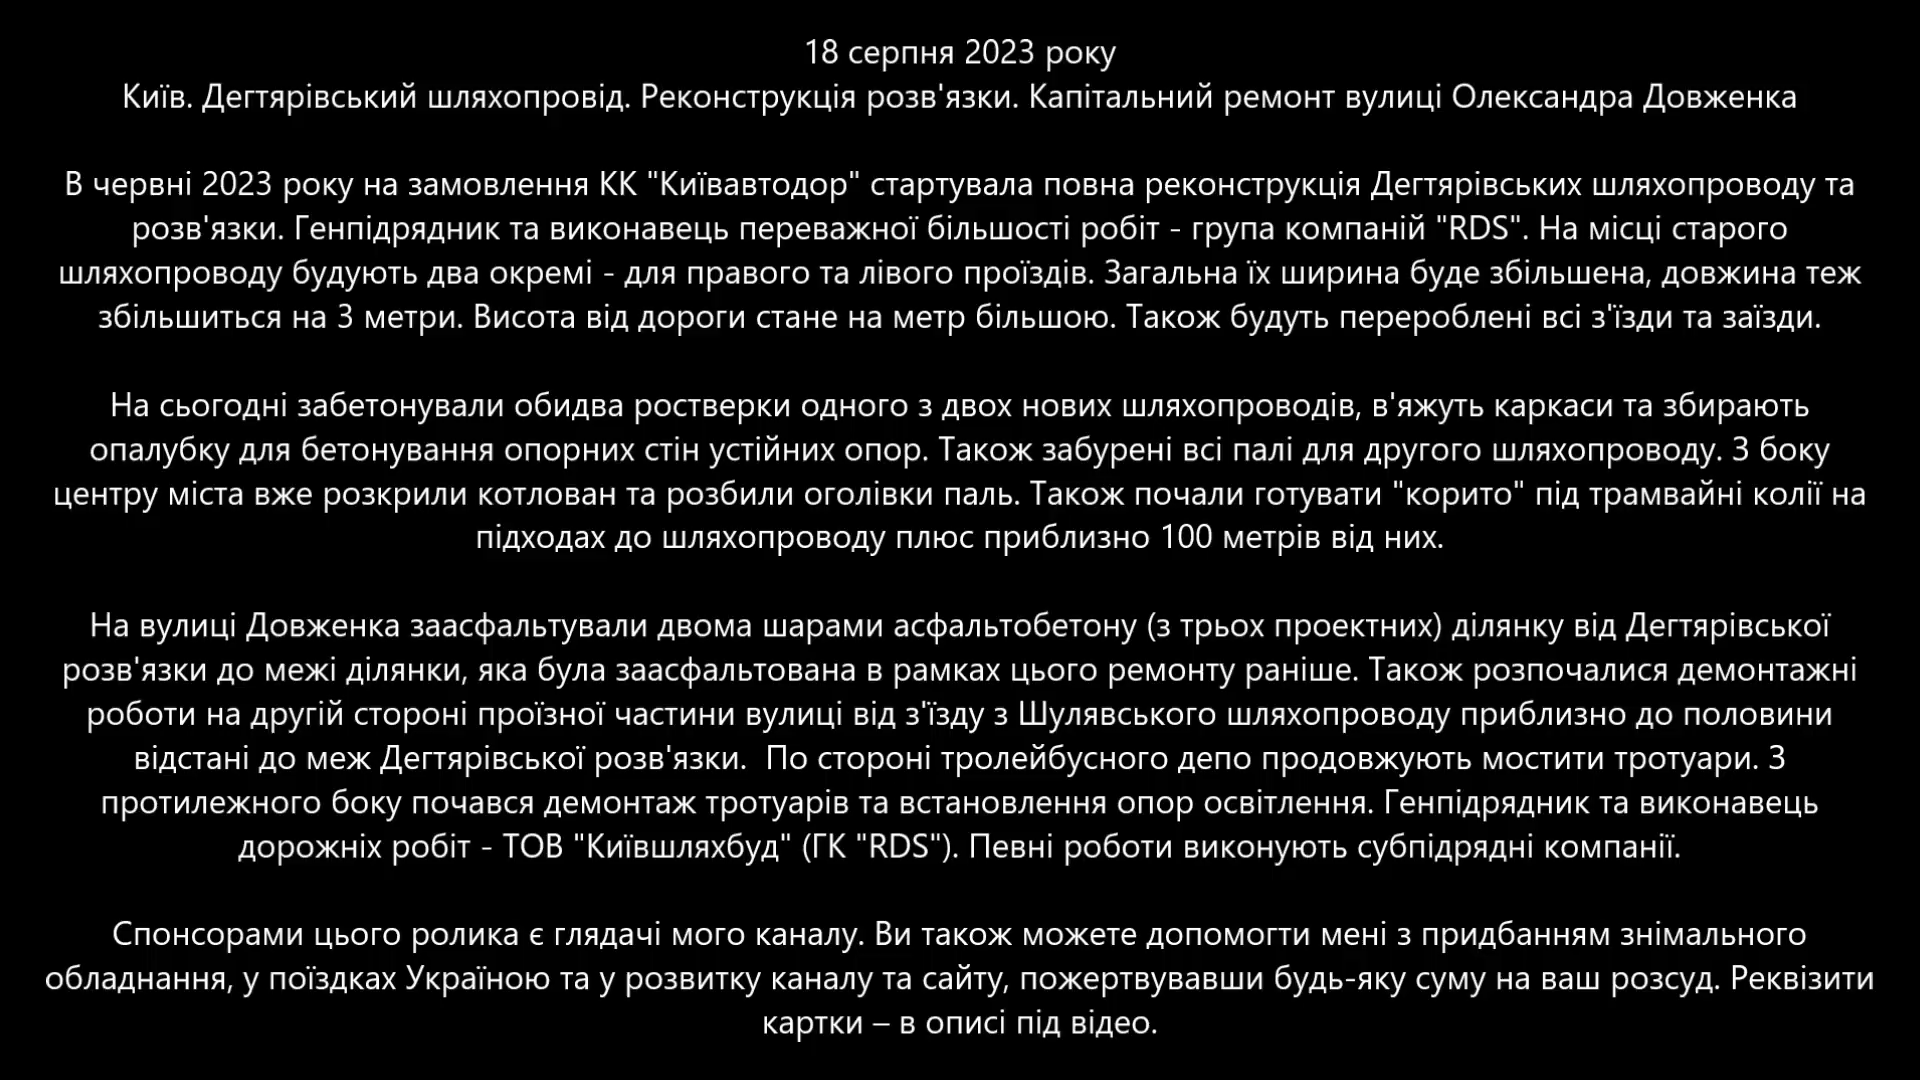 18 серпня 2023 року
Київ. Дегтярівський шляхопровід. Реконструкція розв'язки. Капітальний ремонт вулиці Олександра Довженка
В червні 2023 року на замовлення КК "Київавтодор" стартувала повна реконструкція Дегтярівських шляхопроводу та
розв'язки. Генпідрядник та виконавець переважної більшості робіт - група компаній "RDS". На місці старого
шляхопроводу будують два окремі - для правого та лівого проїздів. Загальна їх ширина буде збільшена, довжина теж
збільшиться на 3 метри. Висота від дороги стане на метр більшою. Також будуть перероблені всі з'їзди та заїзди.
На сьогодні забетонували обидва ростверки одного з двох нових шляхопроводів, в'яжуть каркаси та збирають
опалубку для бетонування опорних стін устійних опор. Також забурені всі палі для другого шляхопроводу. З боку
центру міста вже розкрили котлован та розбили оголівки паль. Також почали готувати "корито" під трамвайні колії на
підходах до шляхопроводу плюс приблизно 100 метрів від них.
На вулиці Довженка заасфальтували двома шарами асфальтобетону (з трьох проектних) ділянку від Дегтярівської
розв'язки до межі ділянки, яка була заасфальтована в рамках цього ремонту раніше. Також розпочалися демонтажні
роботи на другій стороні проїзної частини вулиці від з'їзду з Шулявського шляхопроводу приблизно до половини
відстані до меж Дегтярівської розв'язки.  По стороні тролейбусного депо продовжують мостити тротуари. З
протилежного боку почався демонтаж тротуарів та встановлення опор освітлення. Генпідрядник та виконавець
дорожніх робіт - ТОВ "Київшляхбуд" (ГК "RDS"). Певні роботи виконують субпідрядні компанії.
Спонсорами цього ролика є глядачі мого каналу. Ви також можете допомогти мені з придбанням знімального
обладнання, у поїздках Україною та у розвитку каналу та сайту, пожертвувавши будь-яку суму на ваш розсуд. Реквізити
картки – в описі під відео.